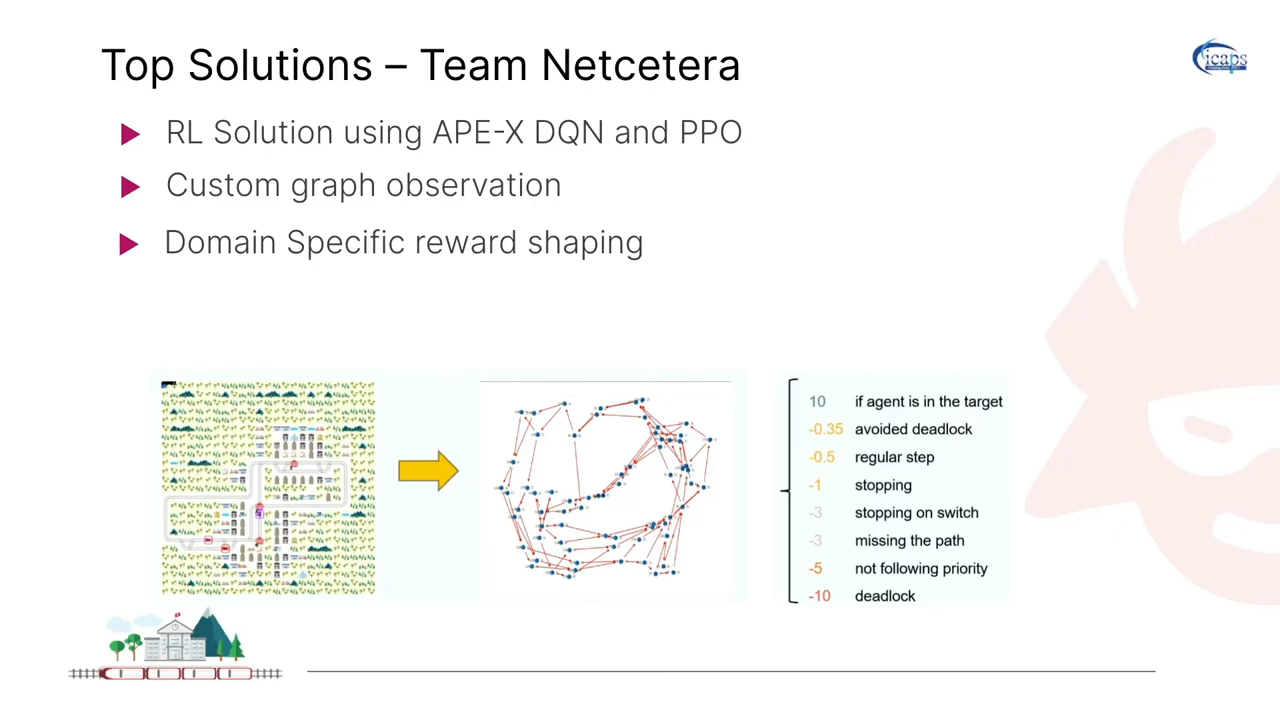 Top Solutions – Team Netcetera
icaps
RL Solution using APE-X DQN and PPO
Custom graph observation
Domain Specific reward shaping
10 if agent is in the target
-0.35 avoided deadlock
-0.5 regular step
-1 stopping
-3 stopping on switch
-3 missing the path
-5 not following priority
-10 deadlock